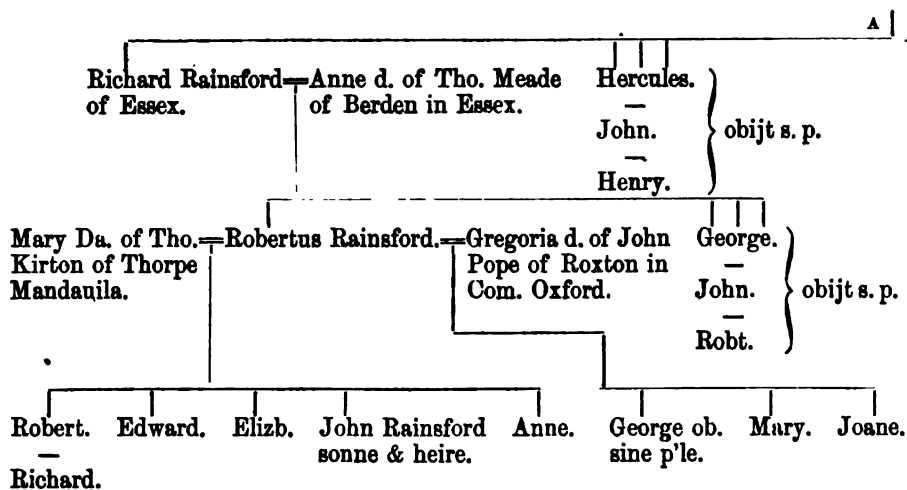 A
Richard Rainsford=Anne d. of Tho. Meade
of Essex. of Berden in Essex.
Hercules.
—
John.
—
Henry.
obijt s. p.
Mary Da. of Tho.=Robertus Rainsford.=Gregoria d. of John
Kirton of Thorpe Pope of Roxton in
Mandauila. Com. Oxford.
George.
—
John.
—
Robt.
obijt s. p.
Robert. Edward. Elizb. John Rainsford Anne. George ob. Mary. Joane.
— sonne & heire. sine p'le.
Richard.